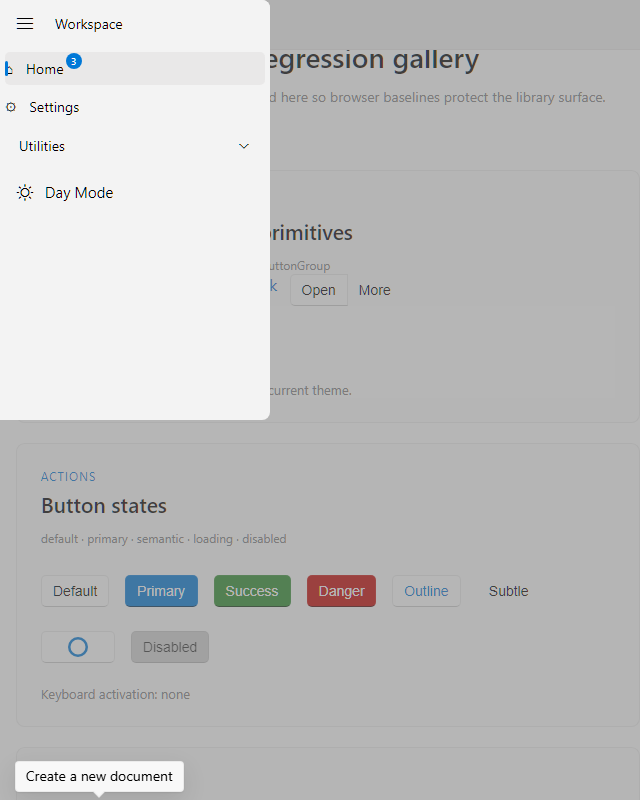 Workspace
Home 3
Settings
Utilities
Day Mode
egression gallery
d here so browser baselines protect the library surface.
rimitives
uttonGroup
k Open More
current theme.
ACTIONS
Button states
default · primary · semantic · loading · disabled
Default Primary Success Danger Outline Subtle
Disabled
Keyboard activation: none
Create a new document